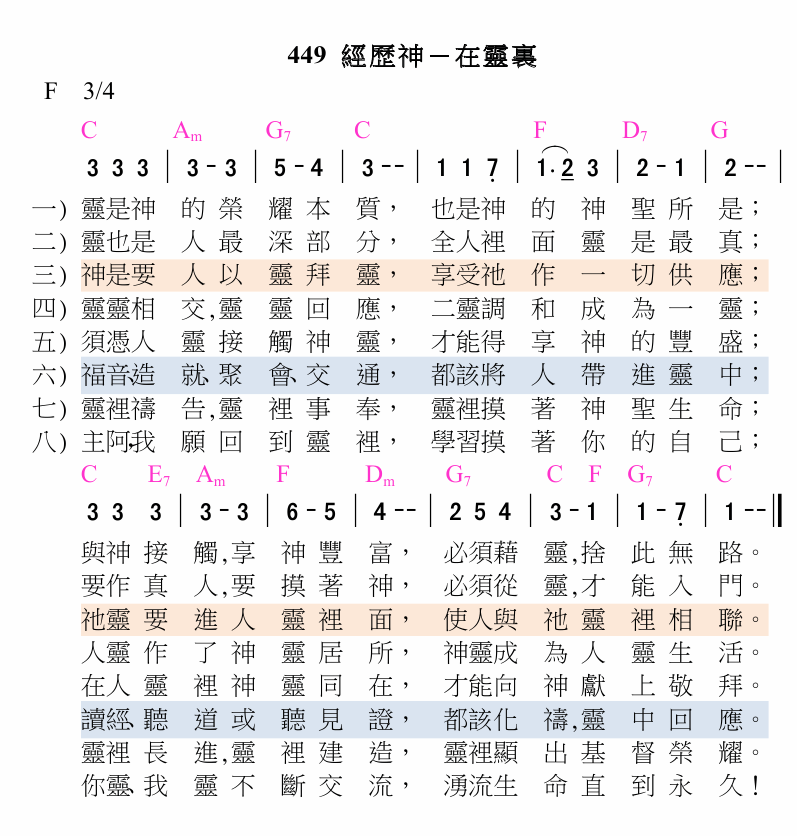 449 經歷神－在靈裏
F 3/4
C Am G7 C F D7 G
3 3 3 | 3 - 3 | 5 - 4 | 3 - - | 1 1 7̣ | 1· 2 3 | 2 - 1 | 2 - - |
一) 靈是神 的 榮 耀 本 質， 也是神 的 神 聖 所 是；
二) 靈也是 人 最 深 部 分， 全人裡 面 靈 是 最 真；
三) 神是要 人 以 靈 拜 靈， 享受祂 作 一 切 供 應；
四) 靈靈相 交,靈 靈 回 應， 二靈調 和 成 為 一 靈；
五) 須憑人 靈 接 觸 神 靈， 才能得 享 神 的 豐 盛；
六) 福音､造 就､ 聚 會､ 交 通， 都該將 人 帶 進 靈 中；
七) 靈裡禱 告,靈 裡 事 奉， 靈裡摸 著 神 聖 生 命；
八) 主阿,我 願 回 到 靈 裡， 學習摸 著 你 的 自 己；
C E7 Am F Dm G7 C F G7 C
3 3 3 | 3 - 3 | 6 - 5 | 4 - - | 2 5 4 | 3 - 1 | 1 - 7̣ | 1 - - ‖
與神 接 觸,享 神 豐 富， 必須藉 靈,捨 此 無 路。
要作 真 人,要 摸 著 神， 必須從 靈,才 能 入 門。
祂靈 要 進 人 靈 裡 面， 使人與 祂 靈 裡 相 聯。
人靈 作 了 神 靈 居 所， 神靈成 為 人 靈 生 活。
在人 靈 裡 神 靈 同 在， 才能向 神 獻 上 敬 拜。
讀經､ 聽 道 或 聽 見 證， 都該化 禱,靈 中 回 應。
靈裡 長 進,靈 裡 建 造， 靈裡顯 出 基 督 榮 耀。
你靈､ 我 靈 不 斷 交 流， 湧流生 命 直 到 永 久！